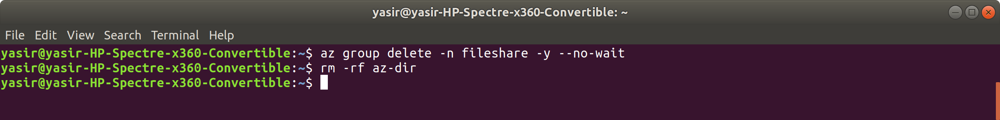 yasir@yasir-HP-Spectre-x360-Convertible: ~
File Edit View Search Terminal Help
yasir@yasir-HP-Spectre-x360-Convertible:~$ az group delete -n fileshare -y --no-wait
yasir@yasir-HP-Spectre-x360-Convertible:~$ rm -rf az-dir
yasir@yasir-HP-Spectre-x360-Convertible:~$